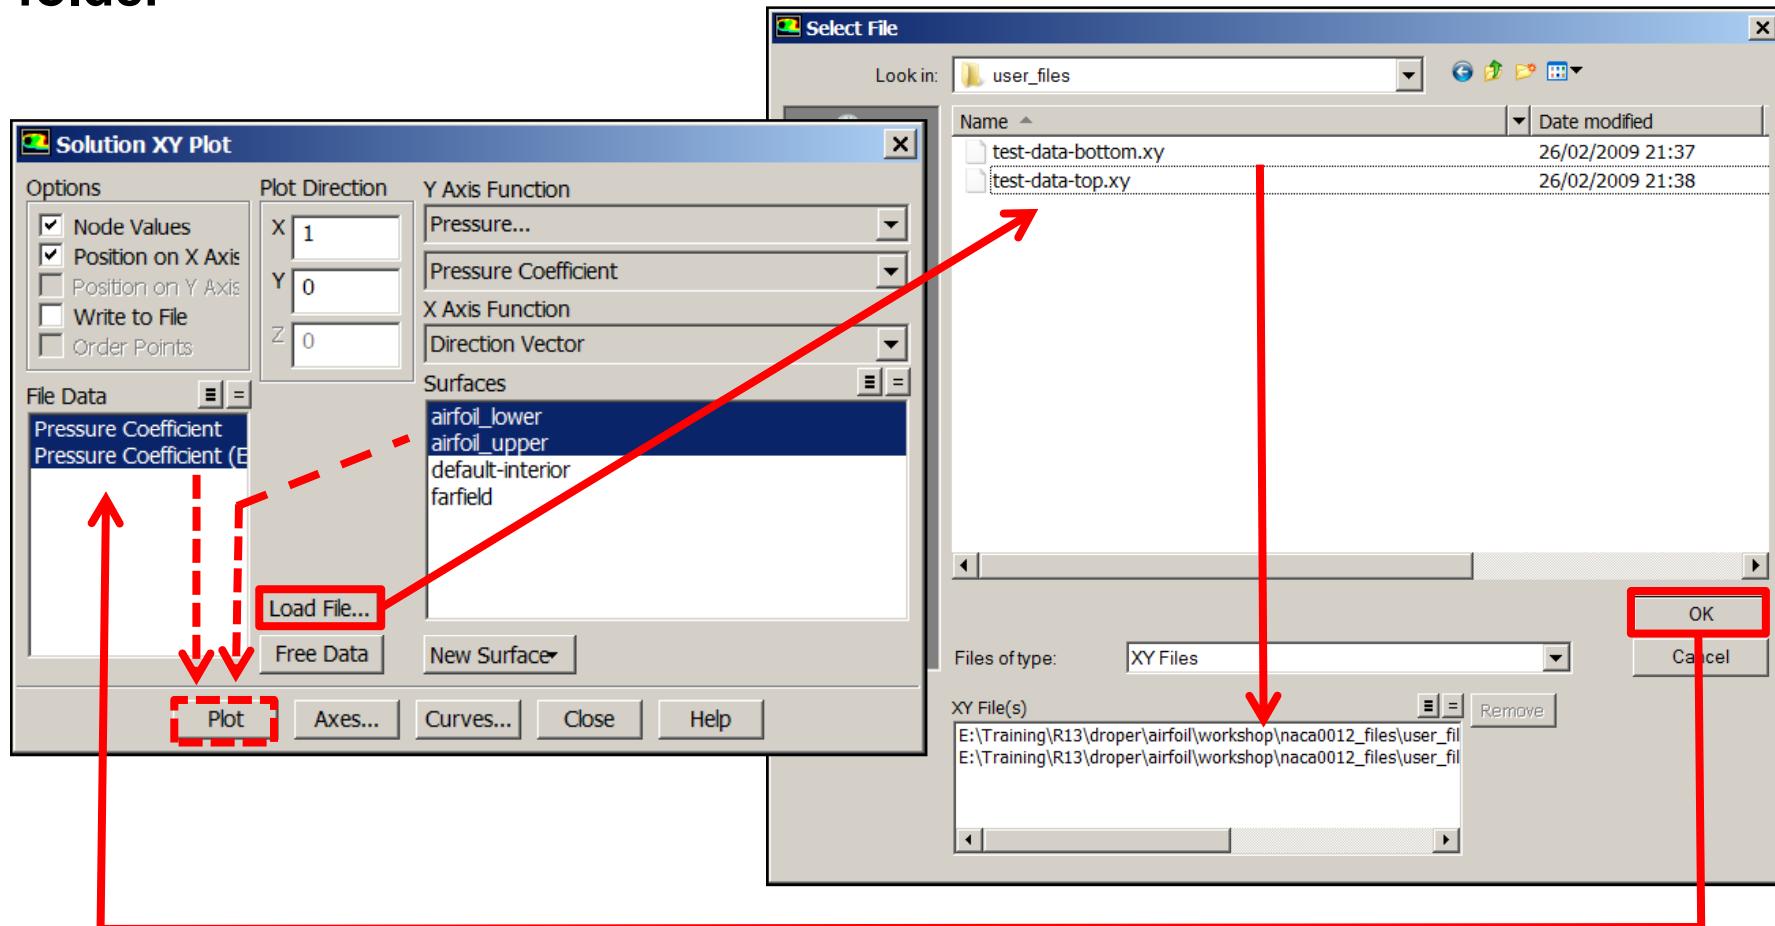 folder
Select File
Look in:
user_files
Name
Date modified
test-data-bottom.xy
26/02/2009 21:37
test-data-top.xy
26/02/2009 21:38
Files of type:
XY Files
OK
Cancel
XY File(s)
Remove
E:\Training\R13\droper\airfoil\workshop\naca0012_files\user_fil
E:\Training\R13\droper\airfoil\workshop\naca0012_files\user_fil
Solution XY Plot
Options
Node Values
Position on X Axis
Position on Y Axis
Write to File
Order Points
Plot Direction
X 1
Y 0
Z 0
Y Axis Function
Pressure...
Pressure Coefficient
X Axis Function
Direction Vector
File Data
Pressure Coefficient
Pressure Coefficient (E
Surfaces
airfoil_lower
airfoil_upper
default-interior
farfield
Load File...
Free Data
New Surface
Plot
Axes...
Curves...
Close
Help